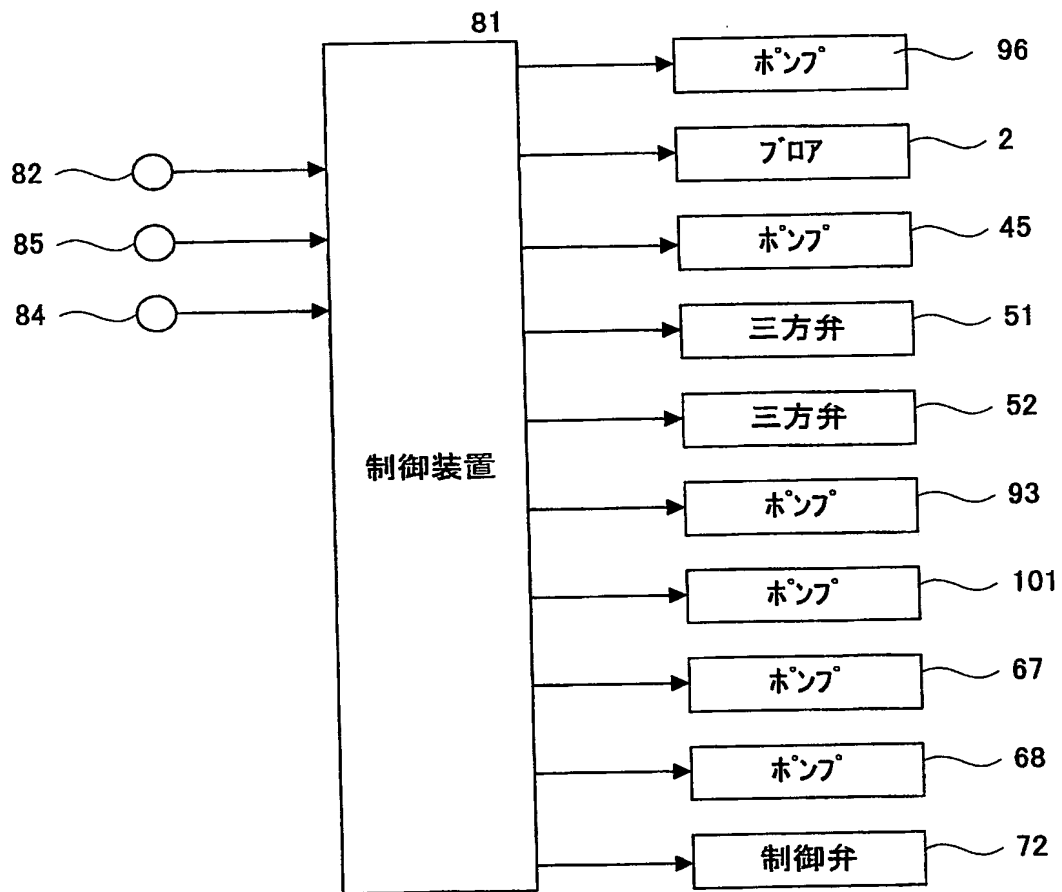 81
ポンプ 96
ブロア 2
82
ポンプ 45
85
三方弁 51
84
三方弁 52
制御装置
ポンプ 93
ポンプ 101
ポンプ 67
ポンプ 68
制御弁 72